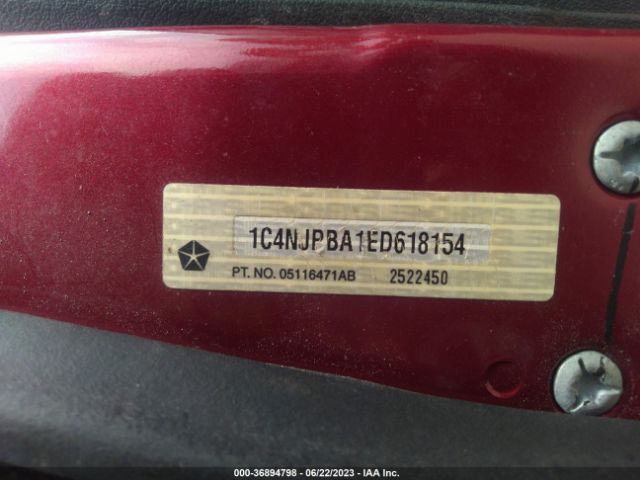 1C4NJPBA1ED618154
PT. NO. 05116471AB 2522450
000-36894798 - 06/22/2023 - IAA Inc.